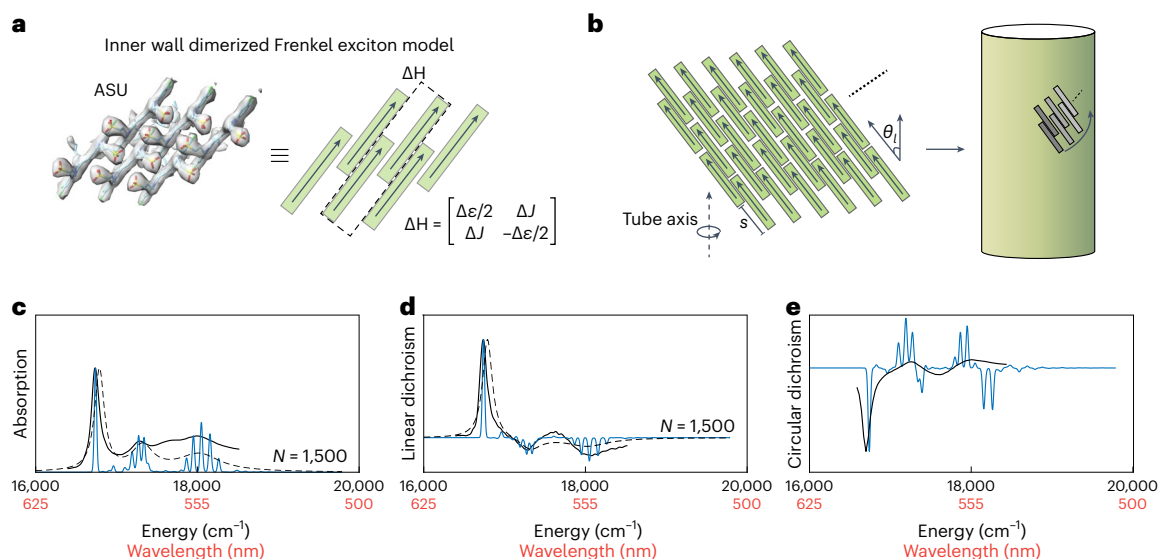 a
Inner wall dimerized Frenkel exciton model
ASU
ΔH
≡
ΔH = [Δε/2 ΔJ
ΔJ −Δε/2]
b
θl
Tube axis
s
c
Absorption
N = 1,500
16,000 18,000 20,000
625 555 500
Energy (cm⁻¹)
Wavelength (nm)
d
Linear dichroism
N = 1,500
16,000 18,000 20,000
625 555 500
Energy (cm⁻¹)
Wavelength (nm)
e
Circular dichroism
16,000 18,000 20,000
625 555 500
Energy (cm⁻¹)
Wavelength (nm)